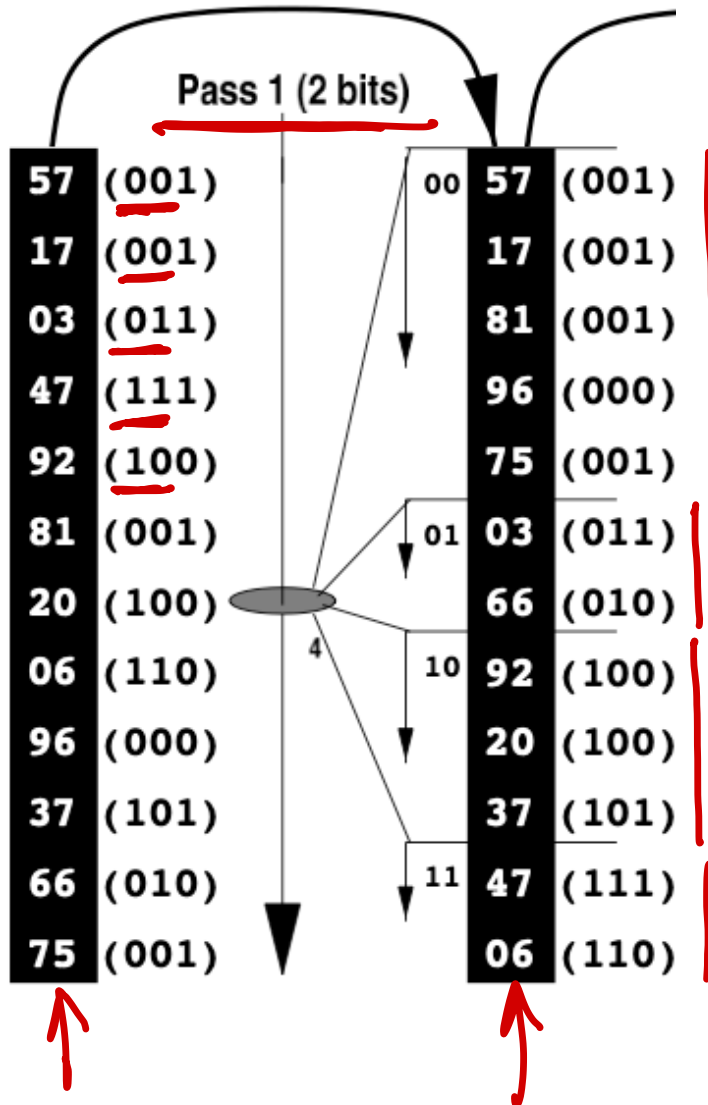 Pass 1 (2 bits)
57 (001) 00 57 (001)
17 (001) 17 (001)
03 (011) 81 (001)
47 (111) 96 (000)
92 (100) 75 (001)
81 (001) 01 03 (011)
20 (100) 66 (010)
4
06 (110) 10 92 (100)
96 (000) 20 (100)
37 (101) 37 (101)
66 (010) 11 47 (111)
75 (001) 06 (110)